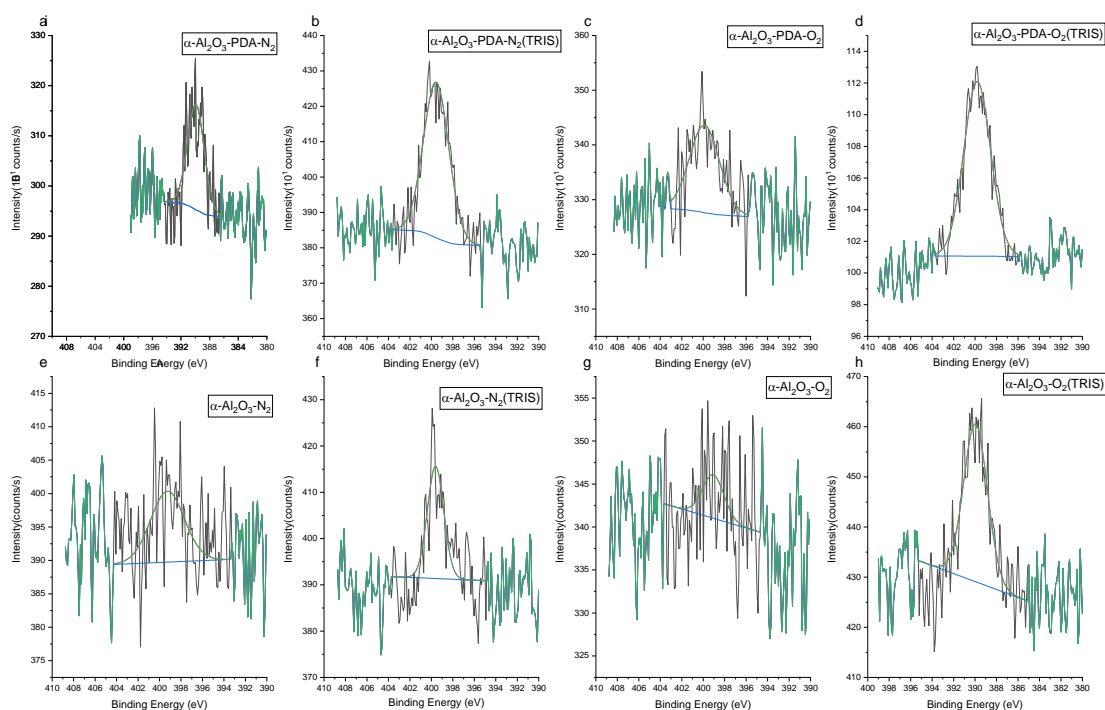 a
α-Al₂O₃-PDA-N₂
Intensity(1B¹ counts/s)
330
320
310
300
290
280
270
408 404 400 396 392 388 384 380
Binding Energy (eV)
A
b
α-Al₂O₃-PDA-N₂(TRIS)
Intensity(10¹ counts/s)
440
420
400
380
360
340
410 408 406 404 402 400 398 396 394 392 390
Binding Energy (eV)
c
α-Al₂O₃-PDA-O₂
Intensity(10¹ counts/s)
360
350
340
330
320
310
410 408 406 404 402 400 398 396 394 392 390
Binding Energy (eV)
d
α-Al₂O₃-PDA-O₂(TRIS)
Intensity(10¹ counts/s)
114
112
110
108
106
104
102
100
98
96
410 408 406 404 402 400 398 396 394 392 390
Binding Energy (eV)
e
α-Al₂O₃-N₂
Intensity(counts/s)
415
410
405
400
395
390
385
380
375
410 408 406 404 402 400 398 396 394 392 390
Binding Energy (eV)
f
α-Al₂O₃-N₂(TRIS)
Intensity(counts/s)
430
420
410
400
390
380
370
410 408 406 404 402 400 398 396 394 392 390
Binding Energy (eV)
g
α-Al₂O₃-O₂
Intensity(counts/s)
355
350
345
340
335
330
325
410 408 406 404 402 400 398 396 394 392 390
Binding Energy (eV)
h
α-Al₂O₃-O₂(TRIS)
Intensity(counts/s)
460
450
440
430
420
410
400 398 396 394 392 390 388 386 384 382 380
Binding Energy (eV)